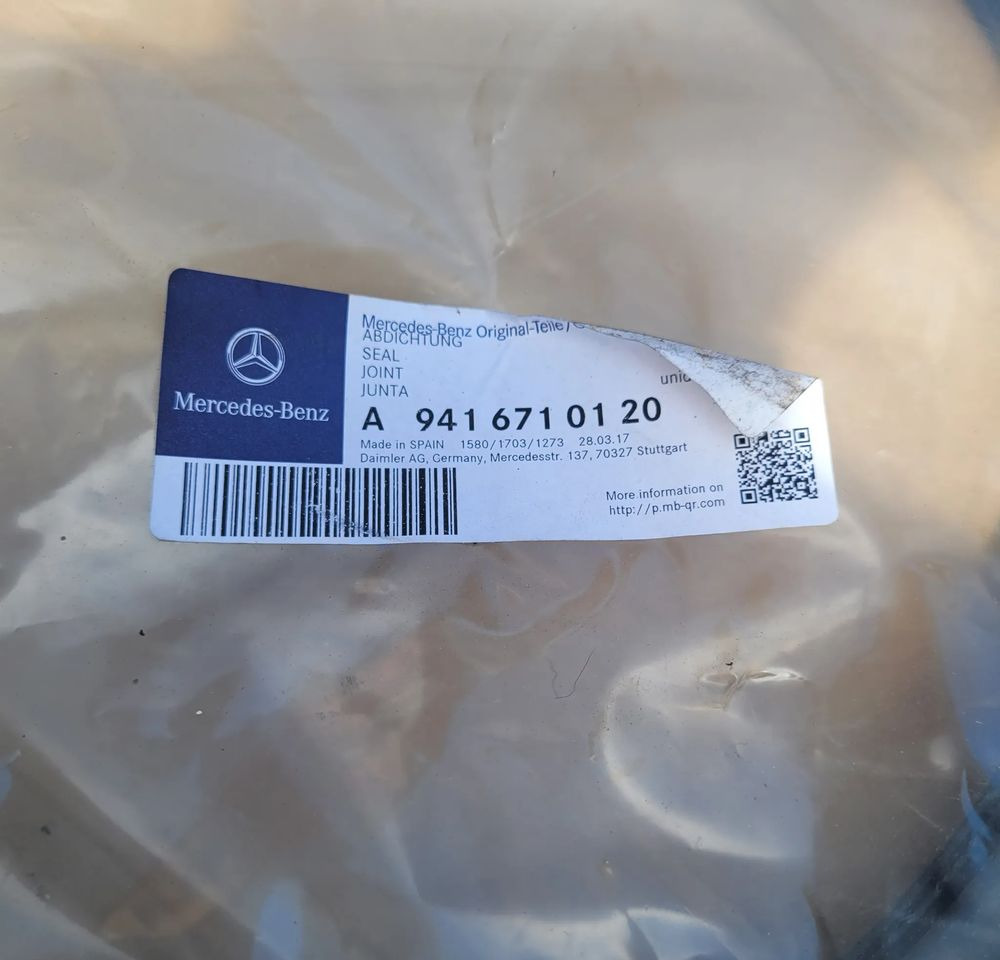 Mercedes-Benz
Mercedes-Benz Original-Teile/
ABDICHTUNG
SEAL
JOINT
JUNTA
A 941 671 01 20
Made in SPAIN 1580/1703/1273 28.03.17
Daimler AG, Germany, Mercedesstr. 137, 70327 Stuttgart
More information on
http://p.mb-qr.com